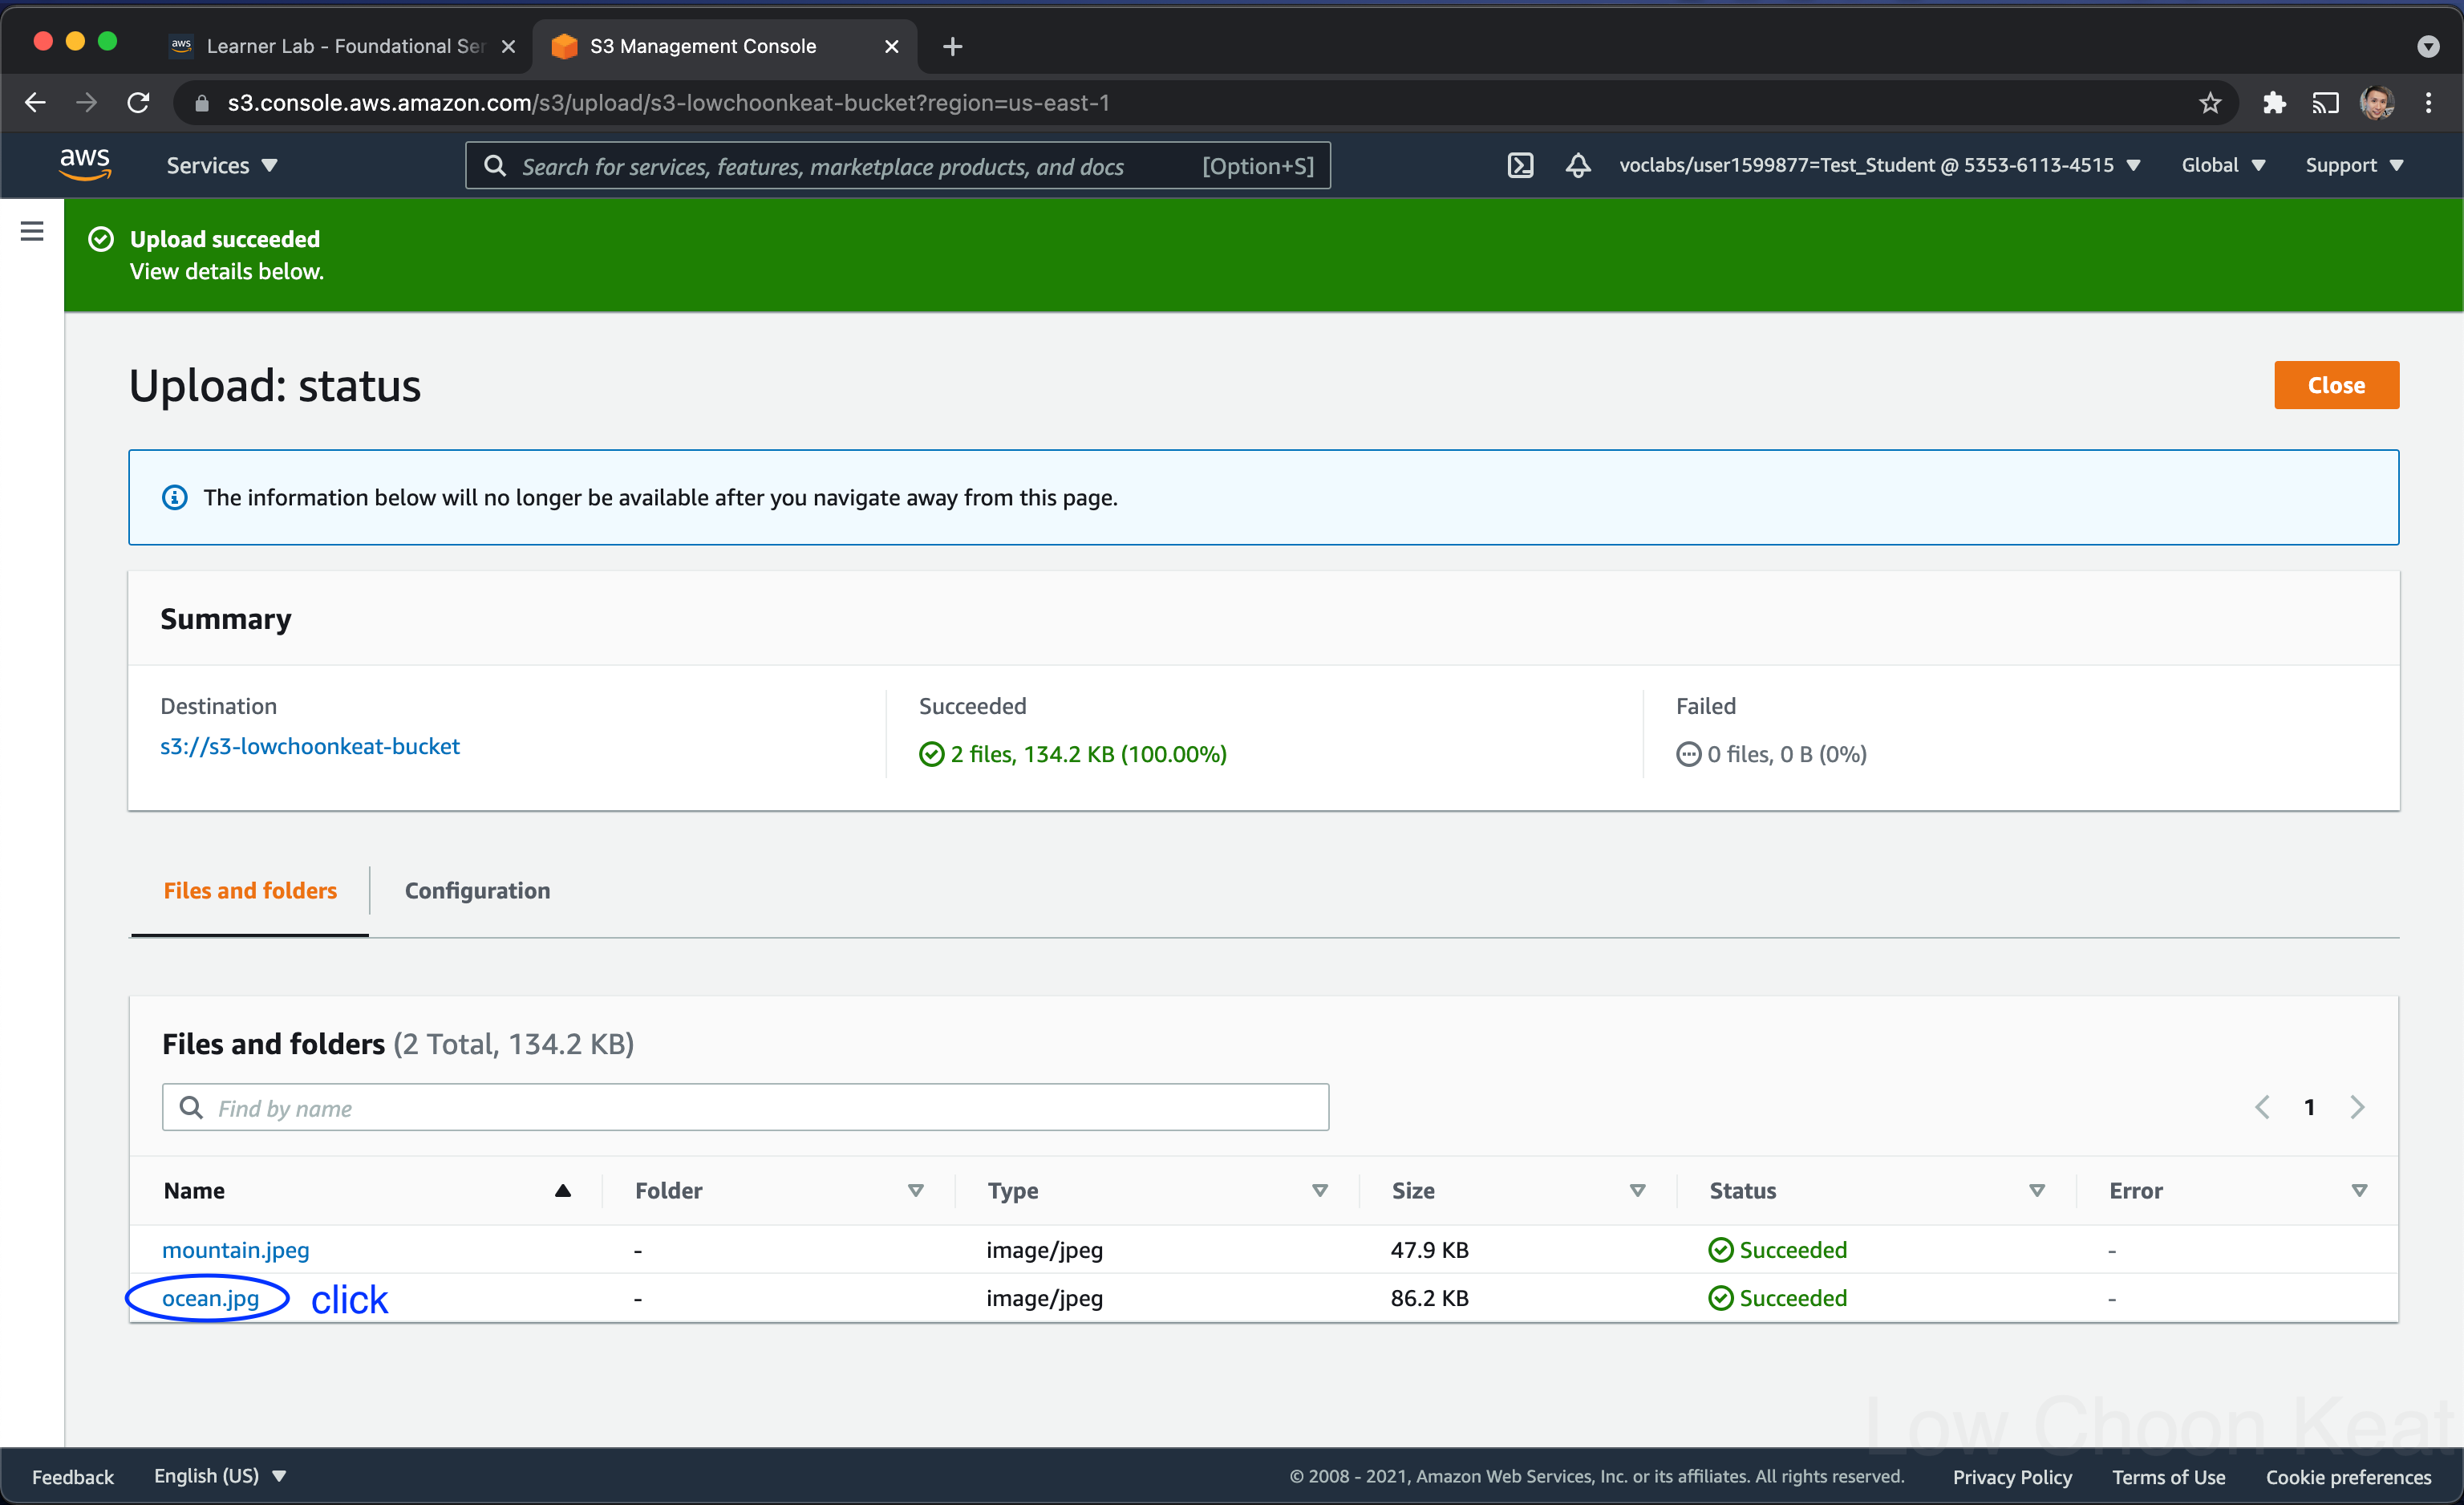 aws Learner Lab - Foundational Ser
S3 Management Console
s3.console.aws.amazon.com/s3/upload/s3-lowchoonkeat-bucket?region=us-east-1
aws Services Search for services, features, marketplace products, and docs [Option+S] voclabs/user1599877=Test_Student @ 5353-6113-4515 Global Support
Upload succeeded
View details below.
Upload: status
Close
The information below will no longer be available after you navigate away from this page.
Summary
Destination
s3://s3-lowchoonkeat-bucket
Succeeded
2 files, 134.2 KB (100.00%)
Failed
0 files, 0 B (0%)
Files and folders
Configuration
Files and folders (2 Total, 134.2 KB)
Find by name
1
Name Folder Type Size Status Error
mountain.jpeg - image/jpeg 47.9 KB Succeeded -
ocean.jpg click - image/jpeg 86.2 KB Succeeded -
Low Choon Keat
Feedback English (US) © 2008 - 2021, Amazon Web Services, Inc. or its affiliates. All rights reserved. Privacy Policy Terms of Use Cookie preferences